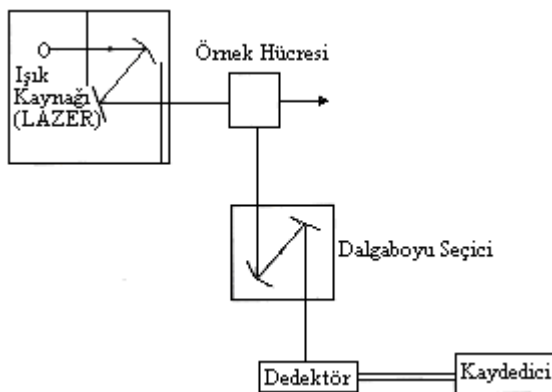 Örnek Hücresi
Işık
Kaynağı
(LAZER)
Dalgaboyu Seçici
Dedektör
Kaydedici